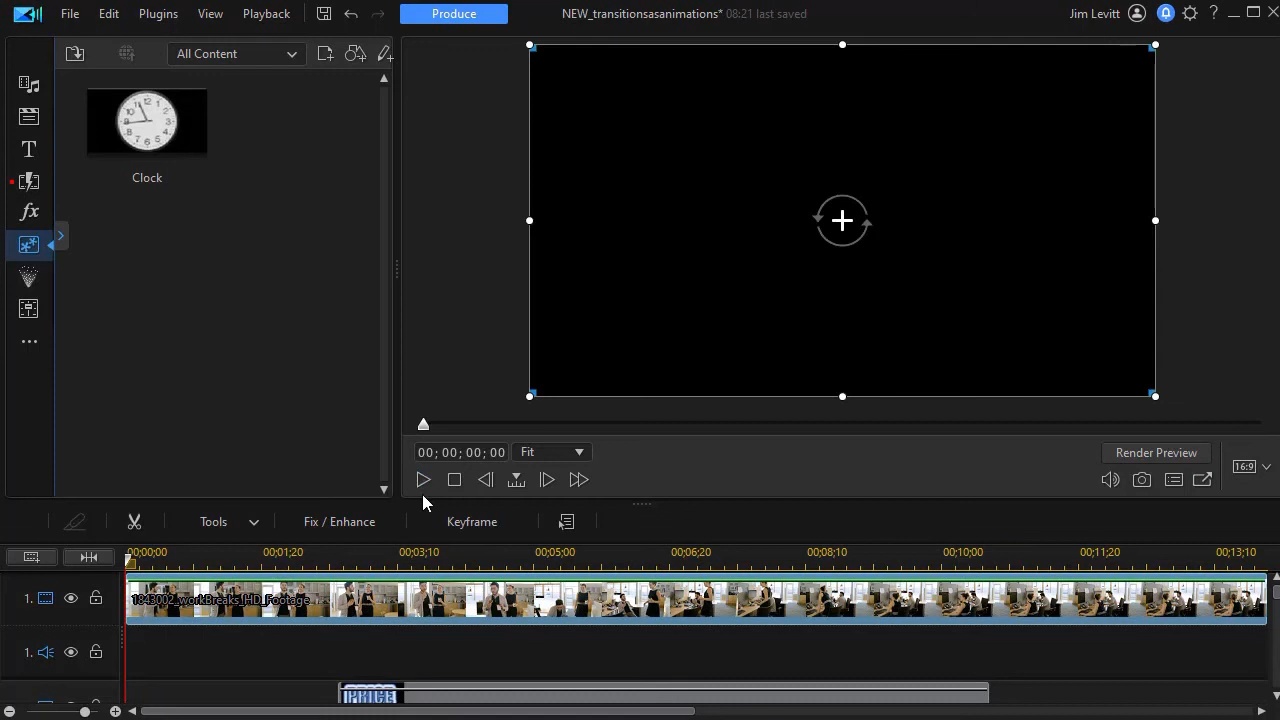 File Edit Plugins View Playback Produce NEW_transitionsasanimations* 08:21 last saved Jim Levitt ?
All Content
Clock
T
fx
00; 00; 00; 00 Fit Render Preview
16:9
Tools Fix / Enhance Keyframe
00;00;00 00;01;20 00;03;10 00;05;00 00;06;20 00;08;10 00;10;00 00;11;20 00;13;10
1. 1843002_workBreaks_HD_Footage
1.
PRICE